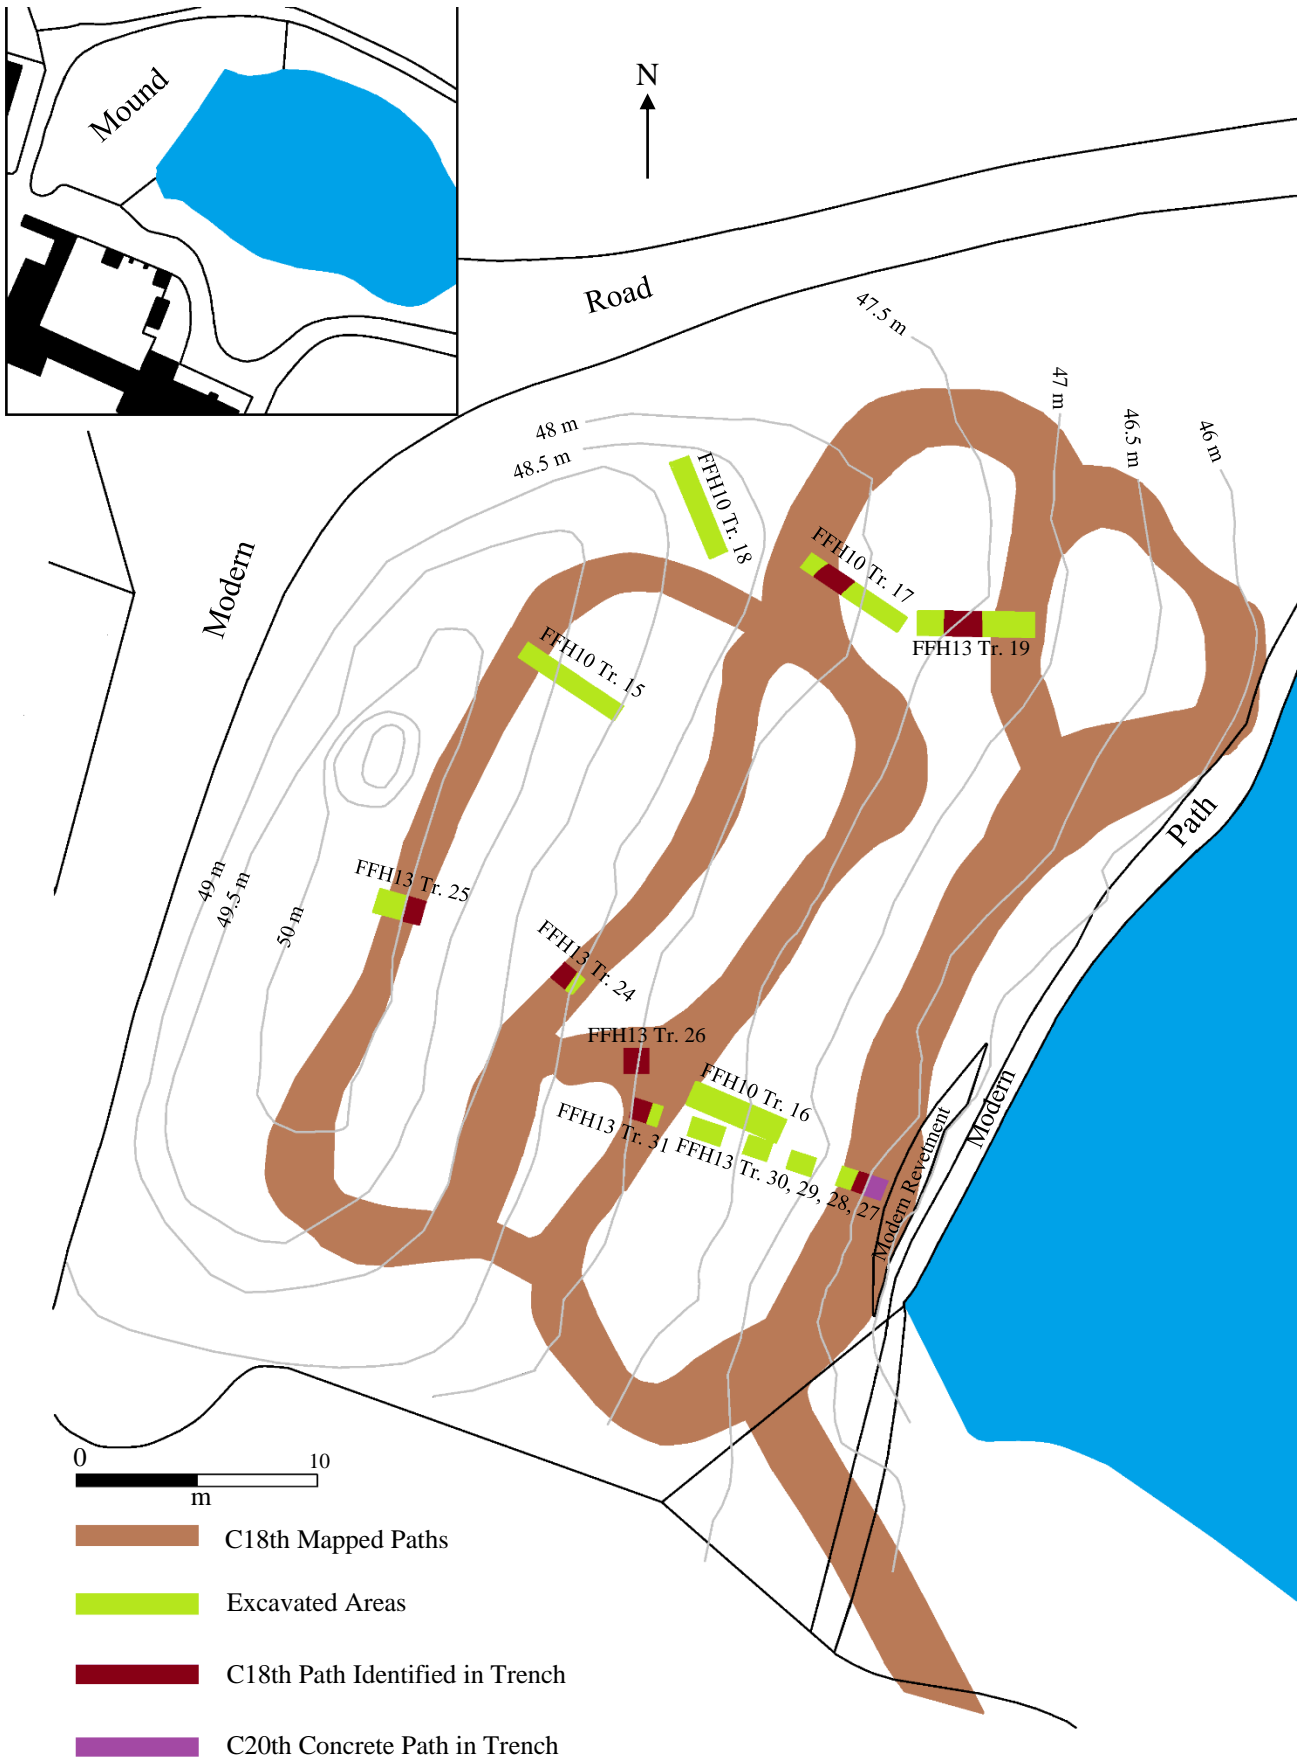 Mound
N
Road
47.5 m
47 m
46.5 m
46 m
48 m
48.5 m
FFH10 Tr. 18
FFH10 Tr. 17
FFH13 Tr. 19
Modern
FFH10 Tr. 15
Path
FFH13 Tr. 25
49 m
49.5 m
50 m
FFH13 Tr. 24
FFH13 Tr. 26
FFH10 Tr. 16
FFH13 Tr. 31
FFH13 Tr. 30, 29, 28, 27
Modern Revetment
Modern
0
10
m
C18th Mapped Paths
Excavated Areas
C18th Path Identified in Trench
C20th Concrete Path in Trench